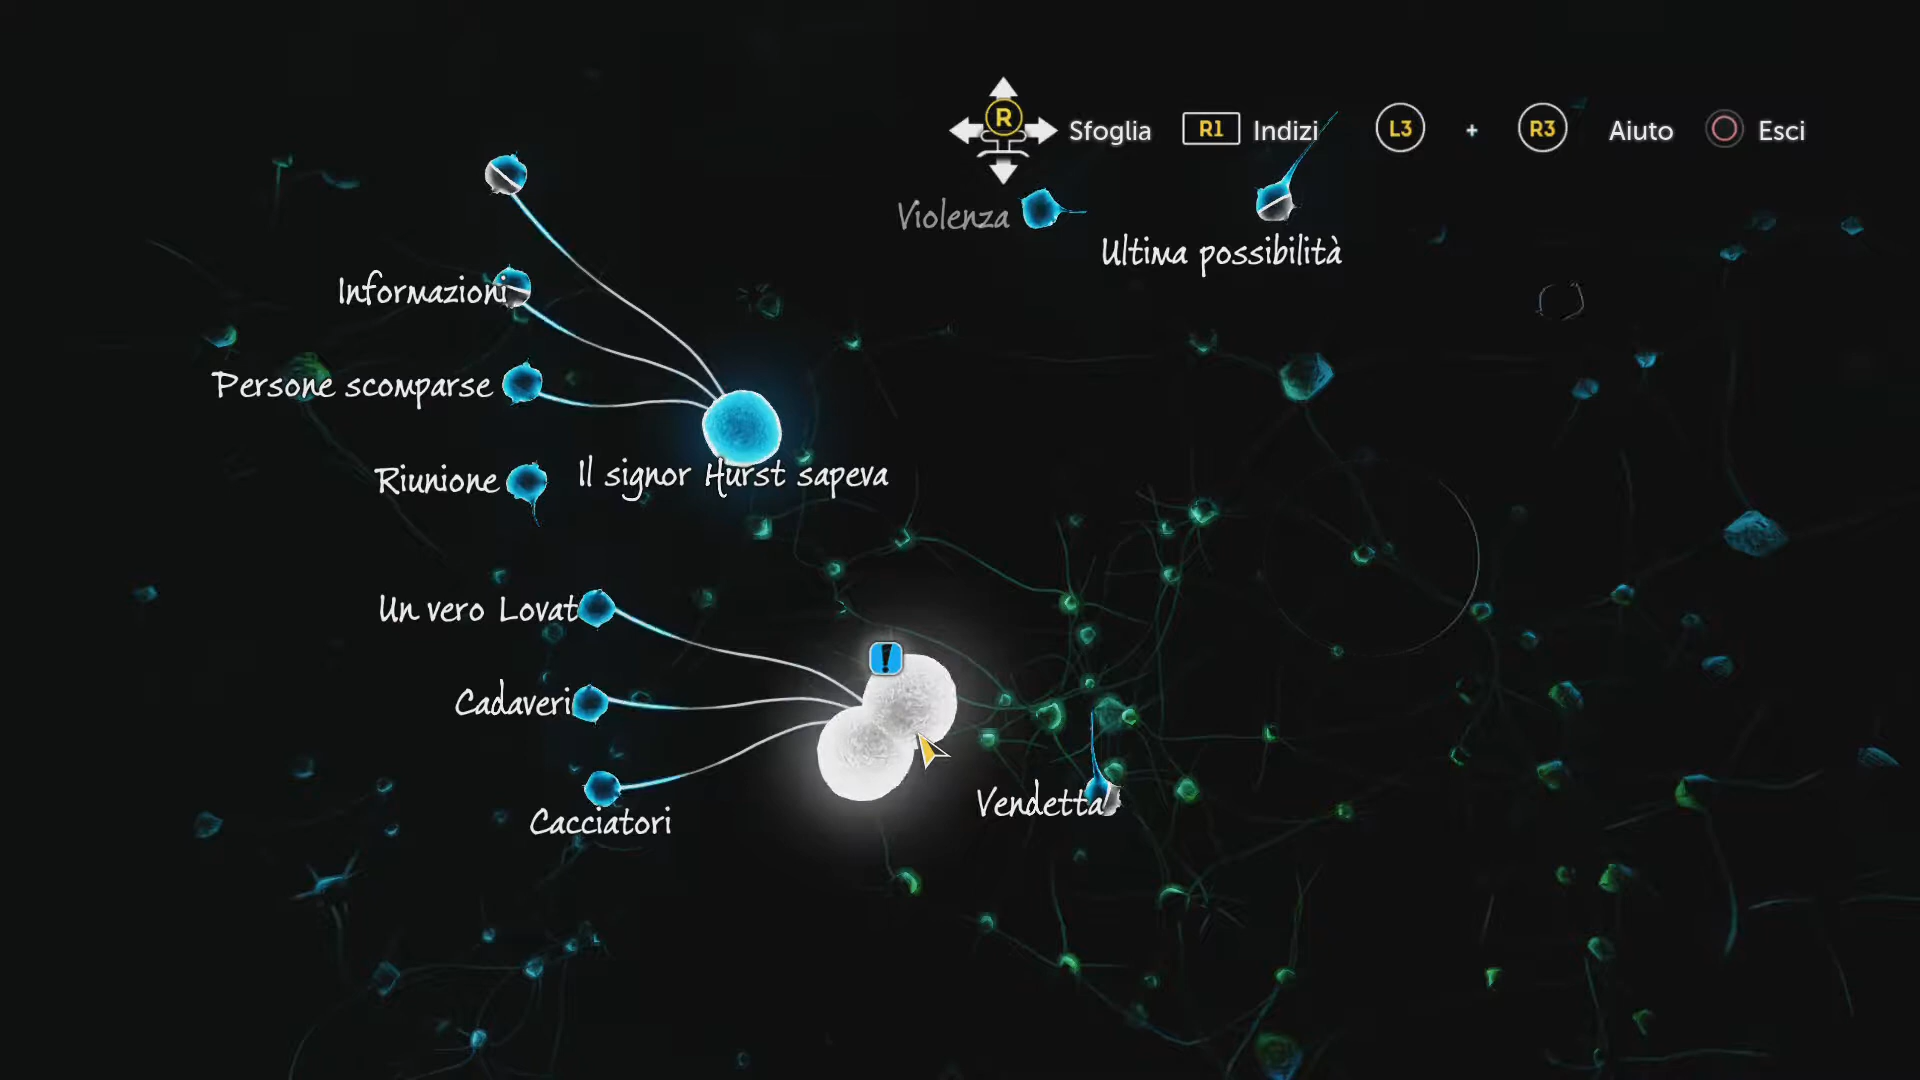 R Sfoglia R1 Indizi L3 + R3 Aiuto Esci
Violenza
Ultima possibilità
Informazioni
Persone scomparse
Riunione
Il signor Hurst sapeva
Un vero Lovat
!
Cadaveri
Vendetta
Cacciatori